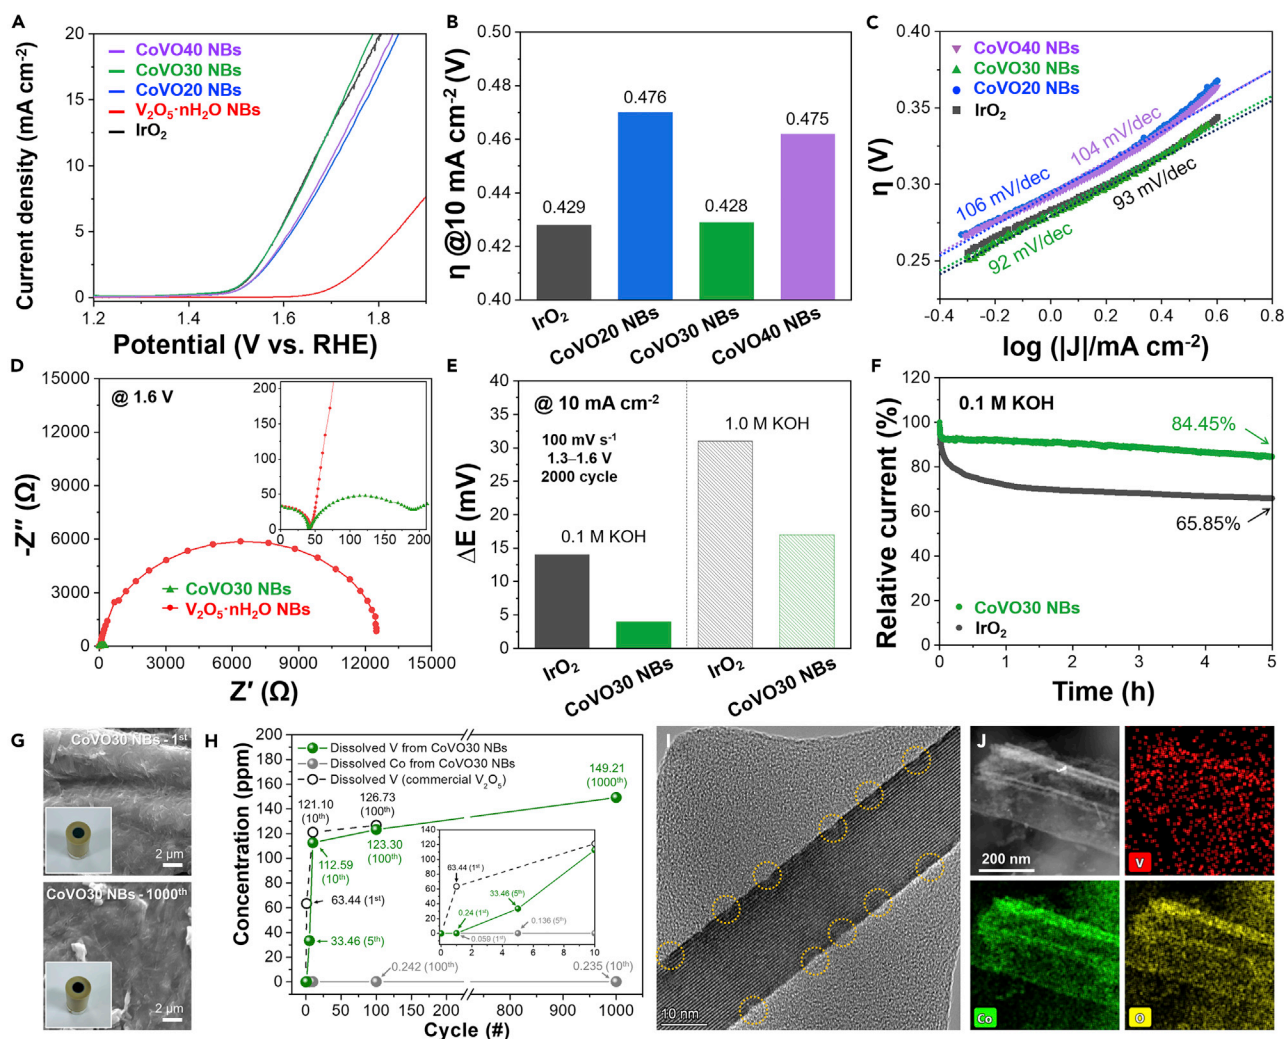 A
Current density (mA cm-2)
20
15
10
5
0
CoVO40 NBs
CoVO30 NBs
CoVO20 NBs
V2O5·nH2O NBs
IrO2
1.2 1.4 1.6 1.8
Potential (V vs. RHE)
B
η @10 mA cm-2 (V)
0.50
0.48
0.46
0.44
0.42
0.40
0.429
0.476
0.428
0.475
IrO2
CoVO20 NBs
CoVO30 NBs
CoVO40 NBs
C
η (V)
0.40
0.35
0.30
0.25
CoVO40 NBs
CoVO30 NBs
CoVO20 NBs
IrO2
106 mV/dec
104 mV/dec
92 mV/dec
93 mV/dec
-0.4 -0.2 0.0 0.2 0.4 0.6 0.8
log (|J|/mA cm-2)
D
-Z″ (Ω)
15000
12000
9000
6000
3000
0
@ 1.6 V
200
150
100
50
0
0 50 100 150 200
CoVO30 NBs
V2O5·nH2O NBs
0 3000 6000 9000 12000 15000
Z′ (Ω)
E
ΔE (mV)
40
35
30
25
20
15
10
5
0
@ 10 mA cm-2
100 mV s-1
1.3–1.6 V
2000 cycle
0.1 M KOH
1.0 M KOH
IrO2
CoVO30 NBs
IrO2
CoVO30 NBs
F
Relative current (%)
120
100
80
60
40
20
0
0.1 M KOH
84.45%
65.85%
CoVO30 NBs
IrO2
0 1 2 3 4 5
Time (h)
G
CoVO30 NBs - 1st
2 μm
CoVO30 NBs - 1000th
2 μm
H
Concentration (ppm)
200
180
160
140
120
100
80
60
40
20
0
Dissolved V from CoVO30 NBs
Dissolved Co from CoVO30 NBs
Dissolved V (commercial V2O5)
121.10
(10th)
126.73
(100th)
149.21
(1000th)
112.59
(10th)
123.30
(100th)
63.44 (1st)
33.46 (5th)
0.242 (100th)
0.235 (10th)
140
120
100
80
60
40
20
0
63.44 (1st)
33.46 (5th)
0.24 (1st)
0.136 (5th)
0.059 (1st)
0 2 4 6 8 10
0 50 100 150 200 800 900 1000
Cycle (#)
I
10 nm
J
200 nm
V
Co
O